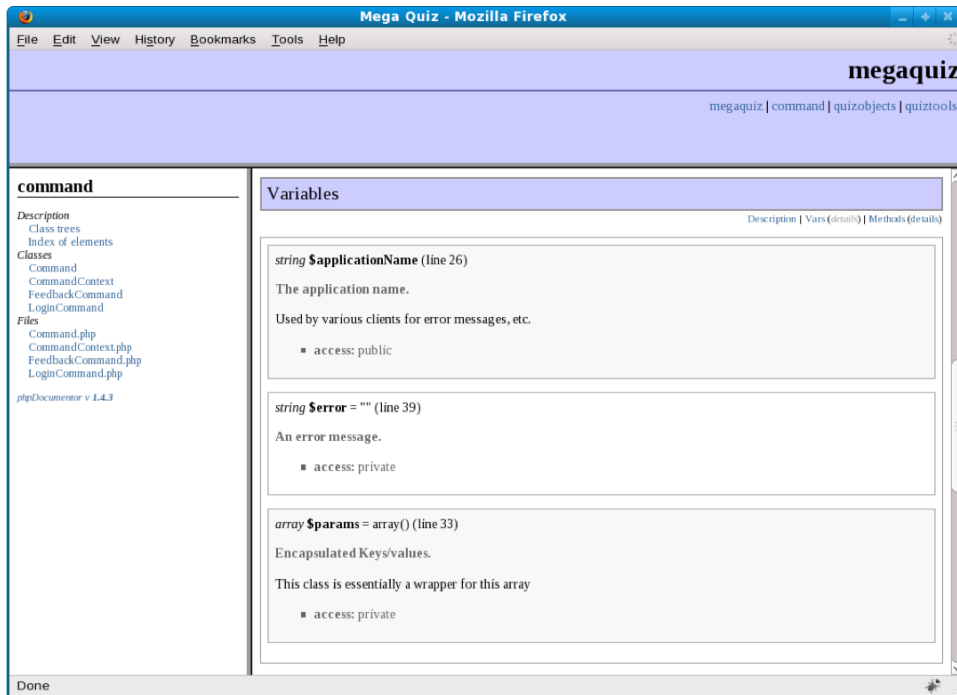 Mega Quiz - Mozilla Firefox
File Edit View History Bookmarks Tools Help
megaquiz
megaquiz | command | quizobjects | quiztools
command
Description
Class trees
Index of elements
Classes
Command
CommandContext
FeedbackCommand
LoginCommand
Files
Command.php
CommandContext.php
FeedbackCommand.php
LoginCommand.php
phpDocumentor v 1.4.3
Variables
Description | Vars (details) | Methods (details)
string $applicationName (line 26)
The application name.
Used by various clients for error messages, etc.
access: public
string $error = "" (line 39)
An error message.
access: private
array $params = array() (line 33)
Encapsulated Keys/values.
This class is essentially a wrapper for this array
access: private
Done